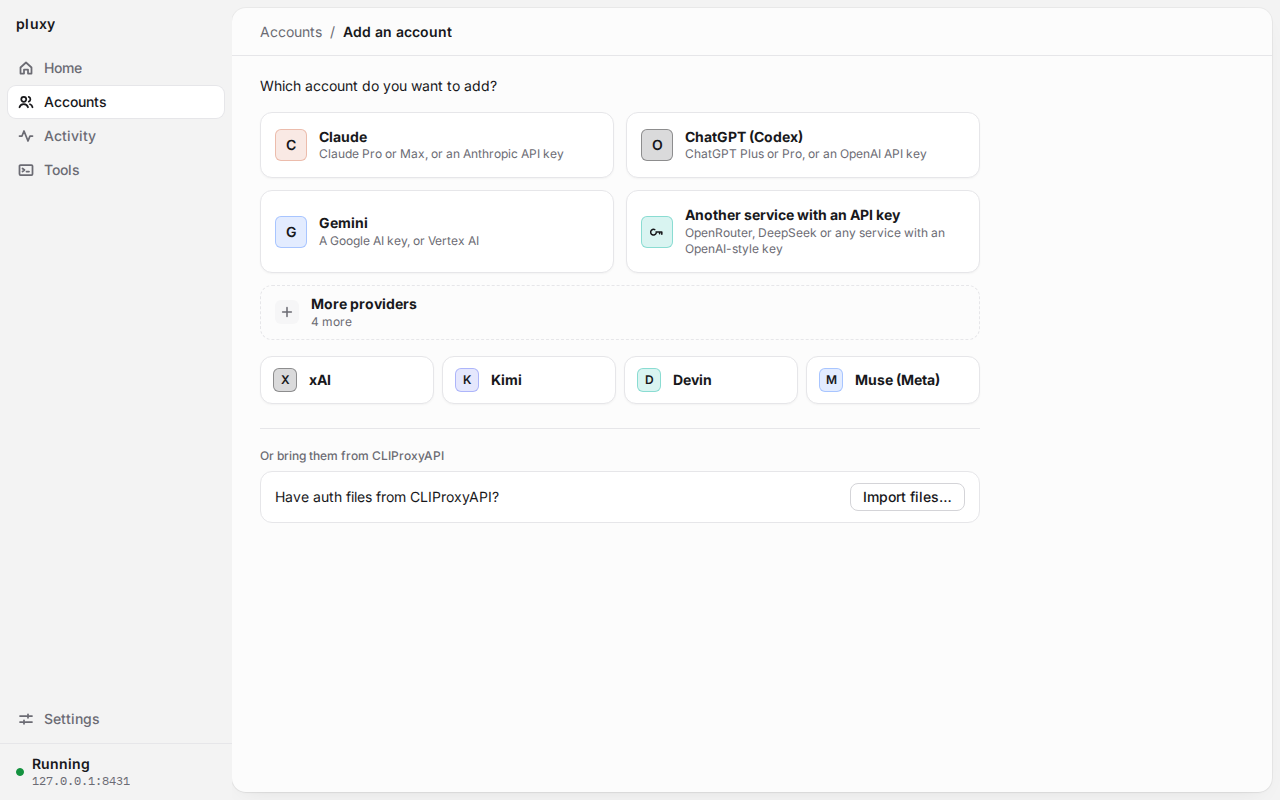 pluxy
Home
Accounts
Activity
Tools
Settings
Running
127.0.0.1:8431
Accounts / Add an account
Which account do you want to add?
C
Claude
Claude Pro or Max, or an Anthropic API key
O
ChatGPT (Codex)
ChatGPT Plus or Pro, or an OpenAI API key
G
Gemini
A Google AI key, or Vertex AI
Another service with an API key
OpenRouter, DeepSeek or any service with an
OpenAI-style key
More providers
4 more
X xAI
K Kimi
D Devin
M Muse (Meta)
Or bring them from CLIProxyAPI
Have auth files from CLIProxyAPI?
Import files...